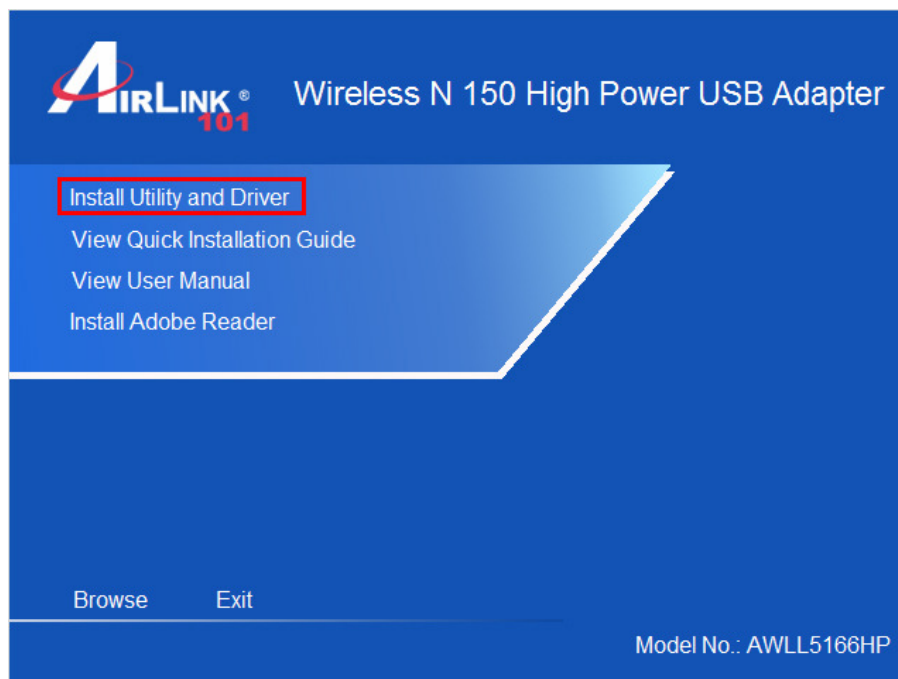 AIRLINK ®
101
Wireless N 150 High Power USB Adapter
Install Utility and Driver
View Quick Installation Guide
View User Manual
Install Adobe Reader
Browse Exit
Model No.: AWLL5166HP